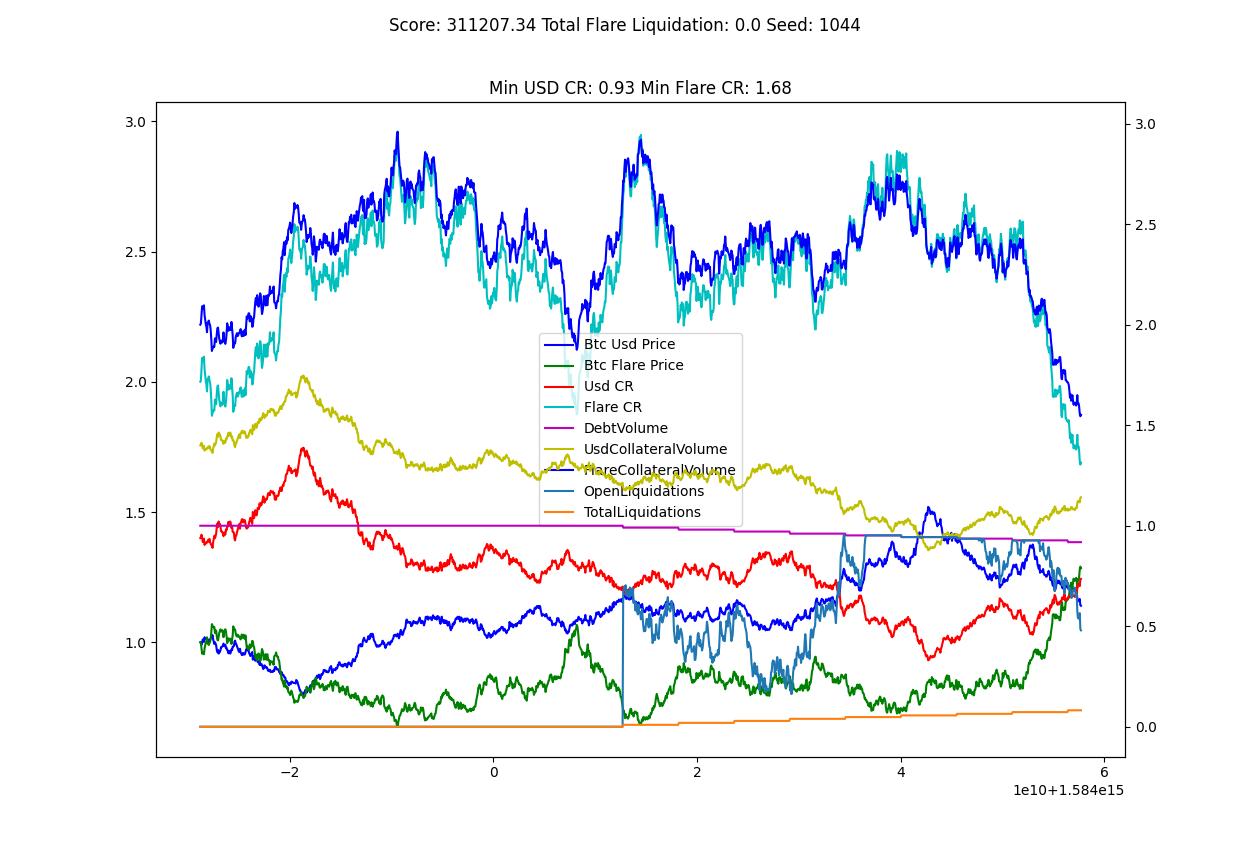 Score: 311207.34 Total Flare Liquidation: 0.0 Seed: 1044
Min USD CR: 0.93 Min Flare CR: 1.68
3.0
2.5
2.0
1.5
1.0
3.0
2.5
2.0
1.5
1.0
0.5
0.0
Btc Usd Price
Btc Flare Price
Usd CR
Flare CR
DebtVolume
UsdCollateralVolume
FlareCollateralVolume
OpenLiquidations
TotalLiquidations
−2 0 2 4 6
1e10+1.584e15